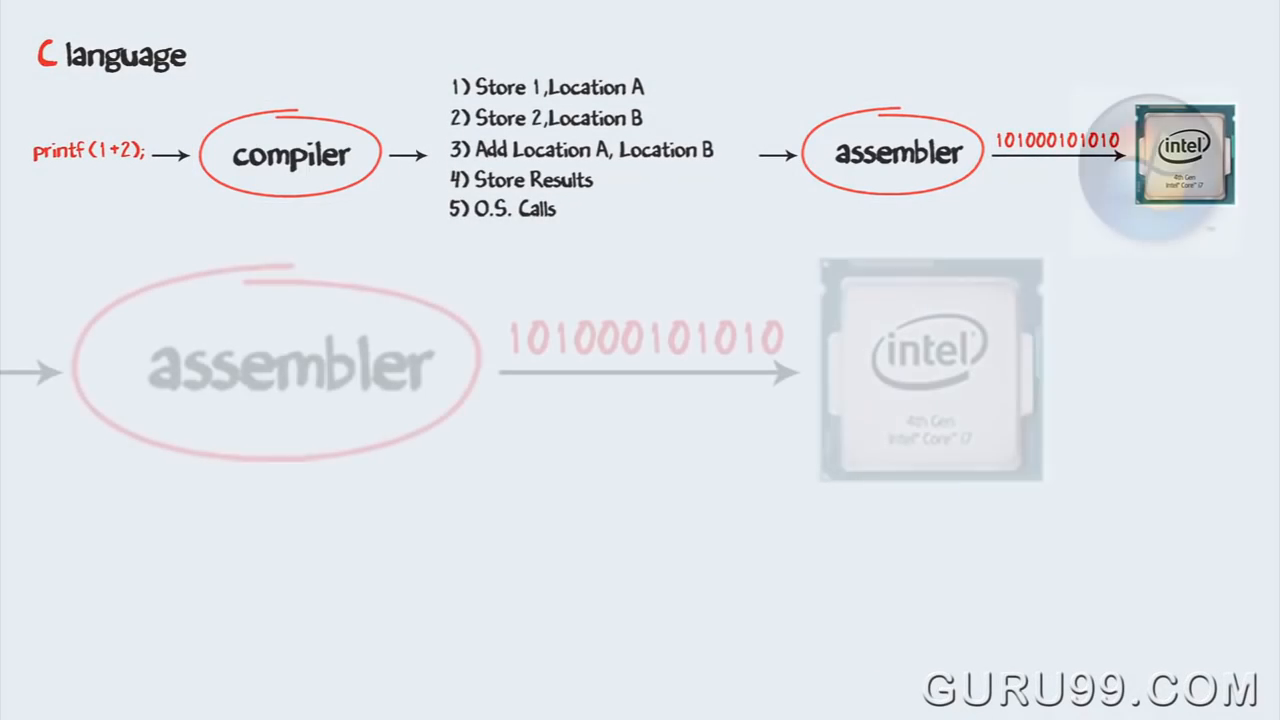 C language
printf(1+2);
compiler
1) Store 1,Location A
2) Store 2,Location B
3) Add Location A, Location B
4) Store Results
5) O.S. Calls
assembler
101000101010
intel
4th Gen
Intel® Core™ i7
assembler
101000101010
intel
4th Gen
Intel® Core™ i7
GURU99.COM